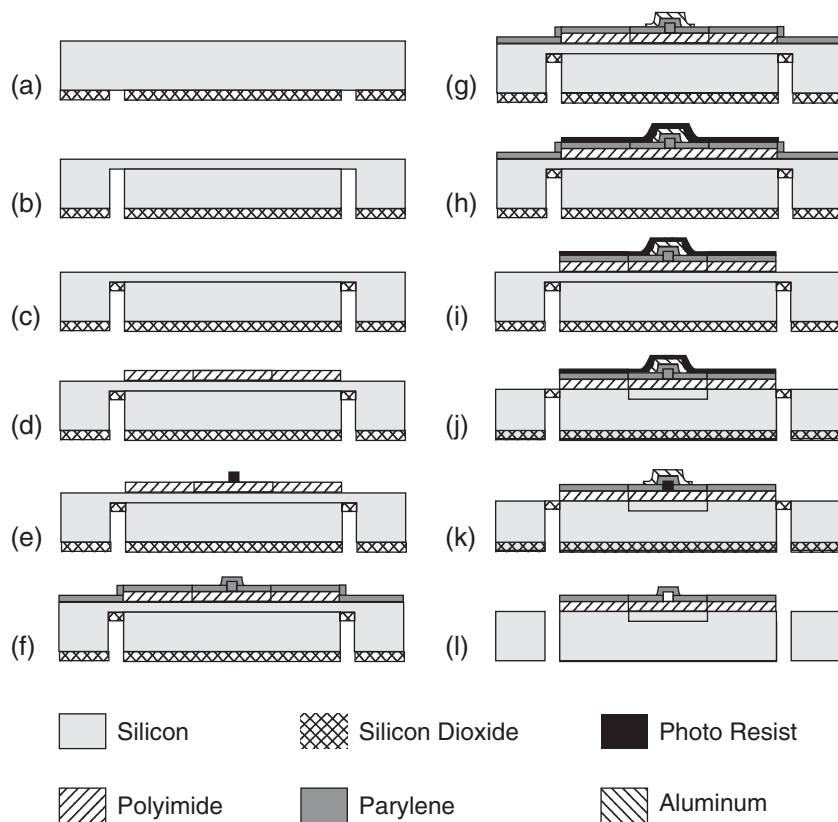 (a)
(b)
(c)
(d)
(e)
(f)
(g)
(h)
(i)
(j)
(k)
(l)
Silicon
Silicon Dioxide
Photo Resist
Polyimide
Parylene
Aluminum